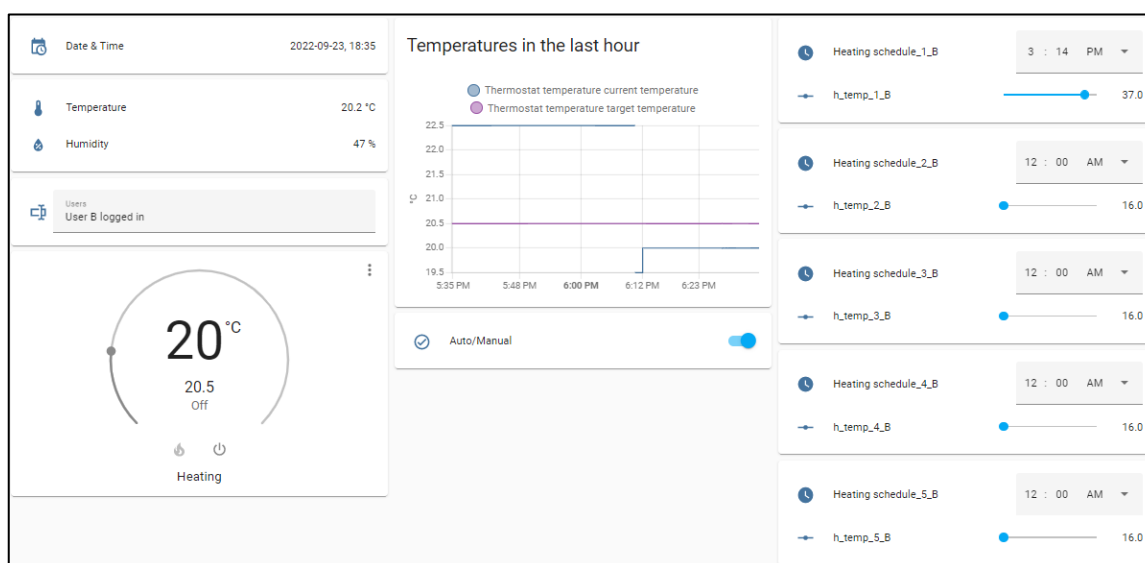 Date & Time 2022-09-23, 18:35
Temperature 20.2 °C
Humidity 47 %
Users
User B logged in
20 °C
20.5
Off
Heating
Temperatures in the last hour
Thermostat temperature current temperature
Thermostat temperature target temperature
°C
22.5
22.0
21.5
21.0
20.5
20.0
19.5
5:35 PM 5:48 PM 6:00 PM 6:12 PM 6:23 PM
Auto/Manual
Heating schedule_1_B 3 : 14 PM
h_temp_1_B 37.0
Heating schedule_2_B 12 : 00 AM
h_temp_2_B 16.0
Heating schedule_3_B 12 : 00 AM
h_temp_3_B 16.0
Heating schedule_4_B 12 : 00 AM
h_temp_4_B 16.0
Heating schedule_5_B 12 : 00 AM
h_temp_5_B 16.0